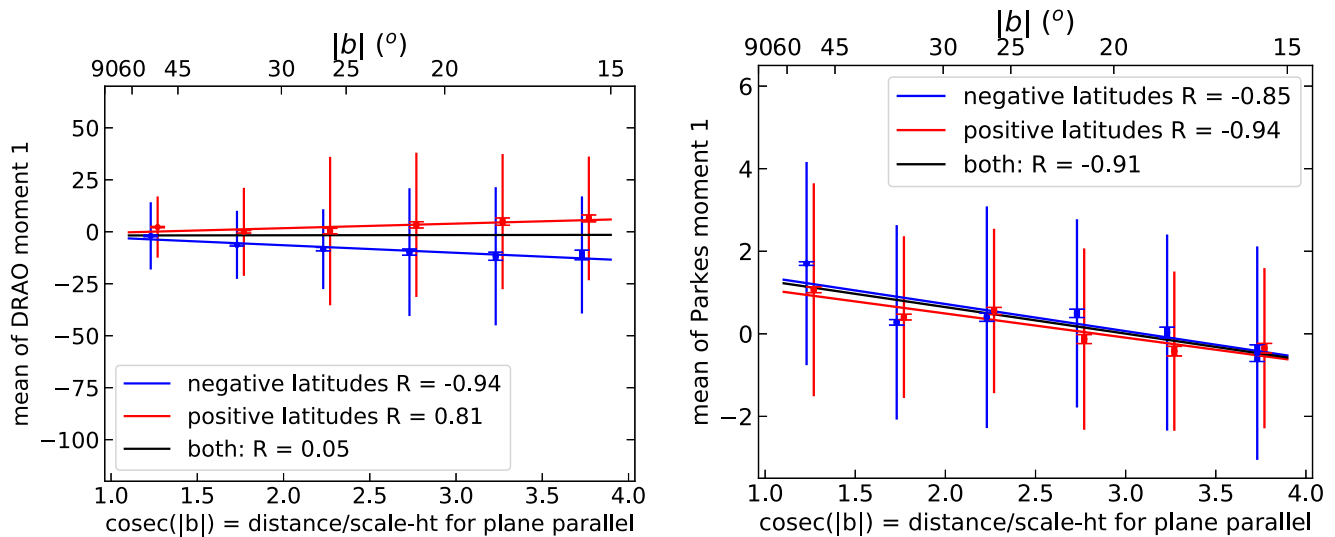 |b| (°)
9060 45 30 25 20 15
mean of DRAO moment 1
50
25
0
−25
−50
−75
−100
negative latitudes R = -0.94
positive latitudes R = 0.81
both: R = 0.05
1.0 1.5 2.0 2.5 3.0 3.5 4.0
cosec(|b|) = distance/scale-ht for plane parallel
|b| (°)
9060 45 30 25 20 15
mean of Parkes moment 1
6
4
2
0
−2
negative latitudes R = -0.85
positive latitudes R = -0.94
both: R = -0.91
1.0 1.5 2.0 2.5 3.0 3.5 4.0
cosec(|b|) = distance/scale-ht for plane parallel